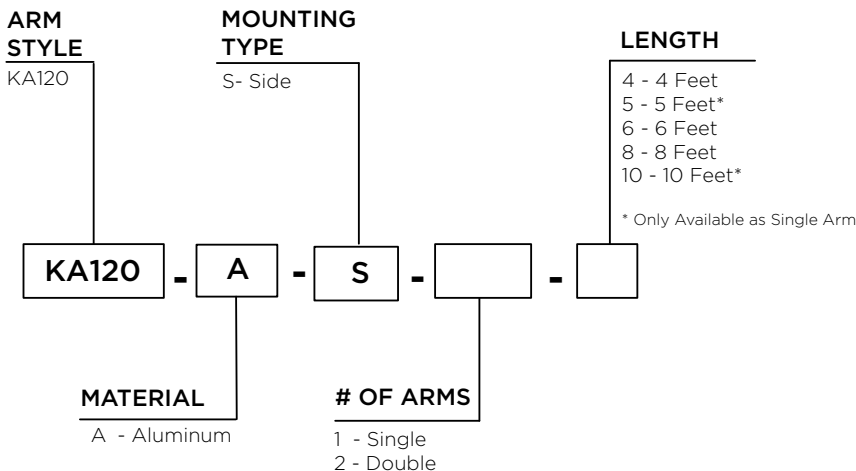 ARM
STYLE
KA120
MOUNTING
TYPE
S- Side
LENGTH
4 - 4 Feet
5 - 5 Feet*
6 - 6 Feet
8 - 8 Feet
10 - 10 Feet*
* Only Available as Single Arm
KA120 - A - S - -
MATERIAL
A - Aluminum
# OF ARMS
1 - Single
2 - Double